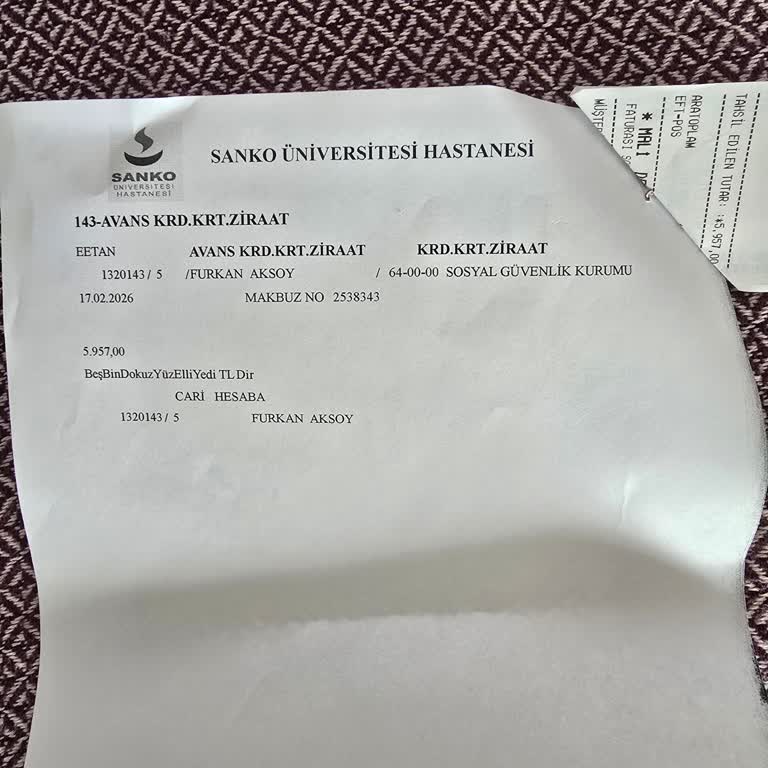 SANKO
ÜNİVERSİTESİ
HASTANESİ
SANKO ÜNİVERSİTESİ HASTANESİ
143-AVANS KRD.KRT.ZİRAAT
EETAN AVANS KRD.KRT.ZİRAAT KRD.KRT.ZİRAAT
1320143 / 5 /FURKAN AKSOY / 64-00-00 SOSYAL GÜVENLİK KURUMU
17.02.2026 MAKBUZ NO 2538343
5.957,00
BeşBinDokuzYüzElliYedi TL Dir
CARİ HESABA
1320143 / 5 FURKAN AKSOY
TAHSİL EDİLEN TUTAR: :*5.957,00
ARATOPLAM
EFT-POS
* MALİ
FATURASI